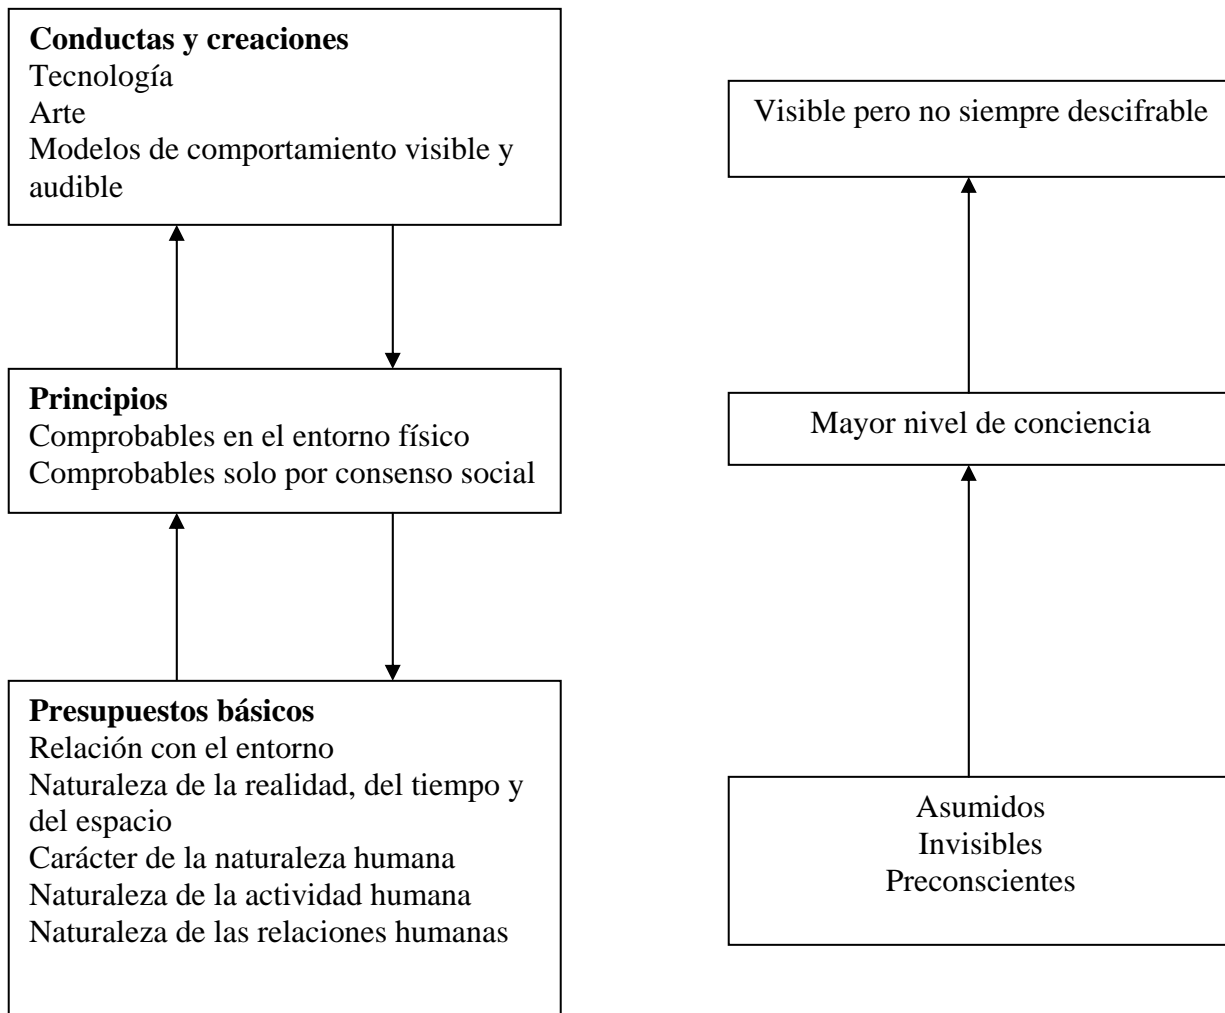 Conductas y creaciones
Tecnología
Arte
Modelos de comportamiento visible y
audible
Visible pero no siempre descifrable
Principios
Comprobables en el entorno físico
Comprobables solo por consenso social
Mayor nivel de conciencia
Presupuestos básicos
Relación con el entorno
Naturaleza de la realidad, del tiempo y
del espacio
Carácter de la naturaleza humana
Naturaleza de la actividad humana
Naturaleza de las relaciones humanas
Asumidos
Invisibles
Preconscientes